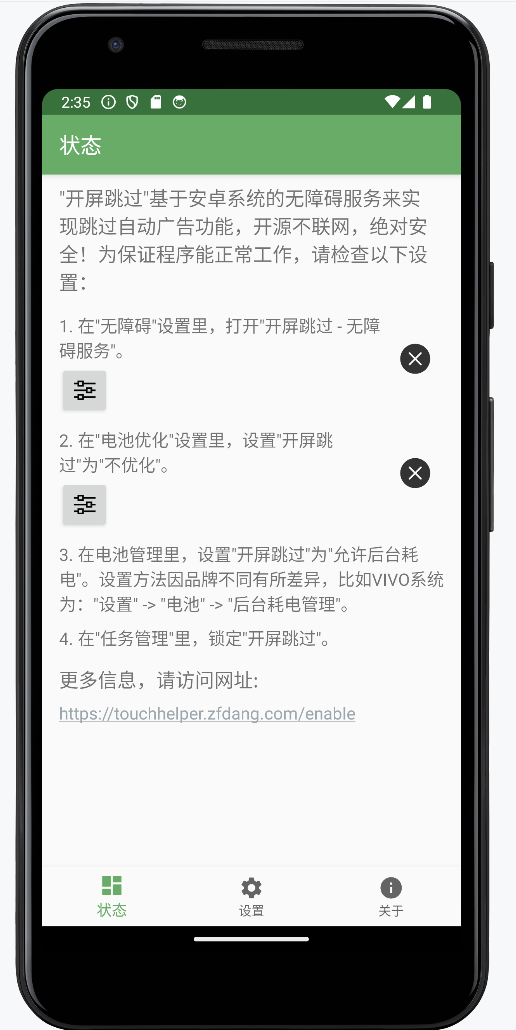 2:35
状态
"开屏跳过"基于安卓系统的无障碍服务来实
现跳过自动广告功能，开源不联网，绝对安
全！为保证程序能正常工作，请检查以下设
置：
1. 在"无障碍"设置里，打开"开屏跳过 - 无障
碍服务"。
2. 在"电池优化"设置里，设置"开屏跳
过"为"不优化"。
3. 在电池管理里，设置"开屏跳过"为"允许后台耗
电"。设置方法因品牌不同有所差异，比如VIVO系统
为："设置" -> "电池" -> "后台耗电管理"。
4. 在"任务管理"里，锁定"开屏跳过"。
更多信息，请访问网址:
https://touchhelper.zfdang.com/enable
状态
设置
关于